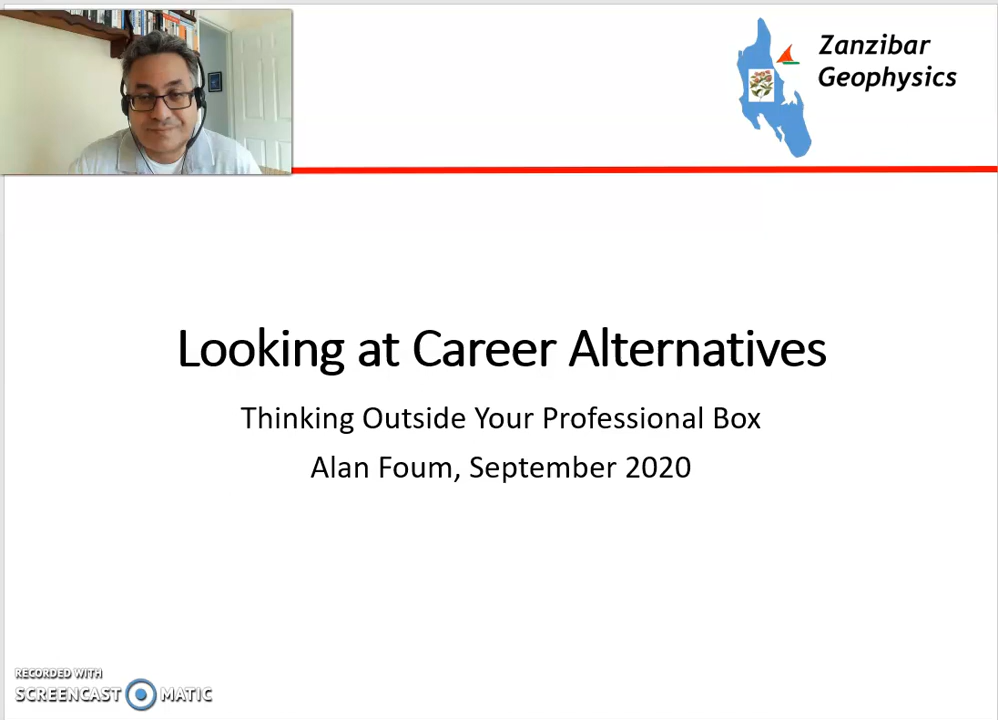 Zanzibar
Geophysics
Looking at Career Alternatives
Thinking Outside Your Professional Box
Alan Foum, September 2020
RECORDED WITH
SCREENCAST MATIC